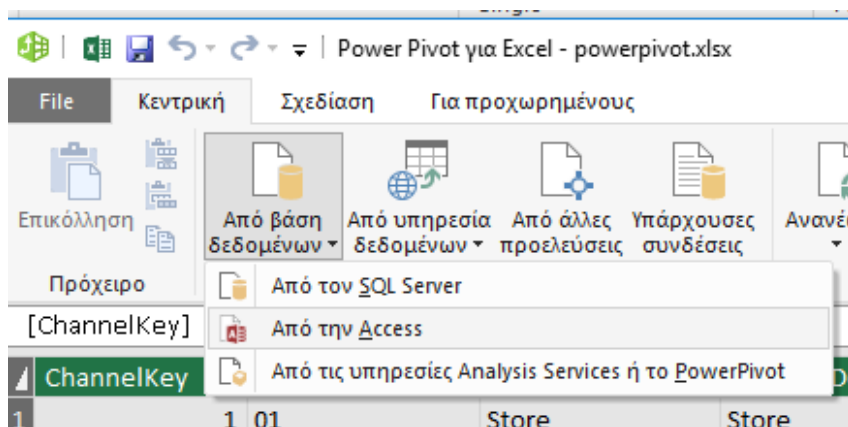 Power Pivot για Excel - powerpivot.xlsx
File Κεντρική Σχεδίαση Για προχωρημένους
Επικόλληση
Από βάση δεδομένων
Από υπηρεσία δεδομένων
Από άλλες προελεύσεις
Υπάρχουσες συνδέσεις
Πρόχειρο
Από τον SQL Server
[ChannelKey]
Από την Access
Από τις υπηρεσίες Analysis Services ή το PowerPivot
ChannelKey
1 1 01 Store Store